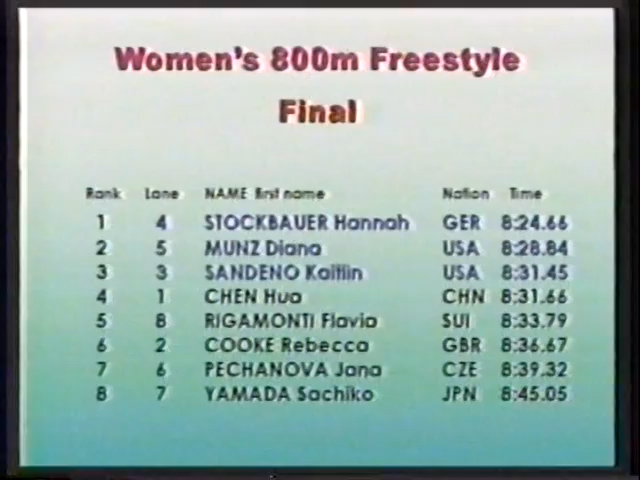 Women's 800m Freestyle
Final
Rank Lane NAME first name Nation Time
1 4 STOCKBAUER Hannah GER 8:24.66
2 5 MUNZ Diana USA 8:28.84
3 3 SANDENO Kaitlin USA 8:31.45
4 1 CHEN Hua CHN 8:31.66
5 8 RIGAMONTI Flavia SUI 8:33.79
6 2 COOKE Rebecca GBR 8:36.67
7 6 PECHANOVA Jana CZE 8:39.32
8 7 YAMADA Sachiko JPN 8:45.05